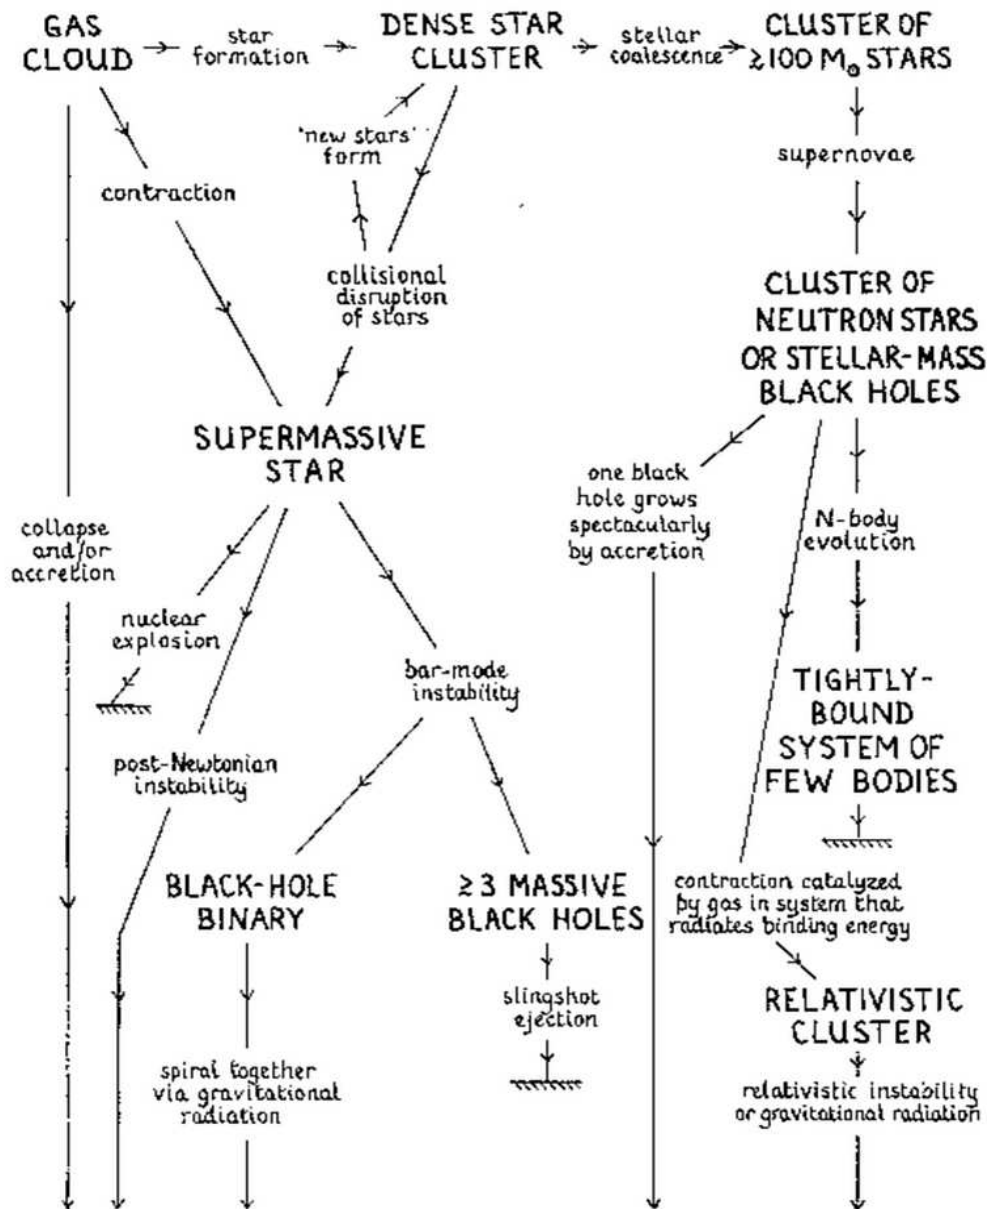 GAS
CLOUD
star
formation
DENSE STAR
CLUSTER
stellar
coalescence
CLUSTER OF
≥100 M⊙ STARS
'new stars'
form
supernovae
contraction
collisional
disruption
of stars
CLUSTER OF
NEUTRON STARS
OR STELLAR-MASS
BLACK HOLES
SUPERMASSIVE
STAR
one black
hole grows
spectacularly
by accretion
N-body
evolution
collapse
and/or
accretion
nuclear
explosion
bar-mode
instability
TIGHTLY-
BOUND
SYSTEM OF
FEW BODIES
post-Newtonian
instability
BLACK-HOLE
BINARY
≥3 MASSIVE
BLACK HOLES
contraction catalyzed
by gas in system that
radiates binding energy
slingshot
ejection
RELATIVISTIC
CLUSTER
spiral together
via gravitational
radiation
relativistic instability
or gravitational radiation